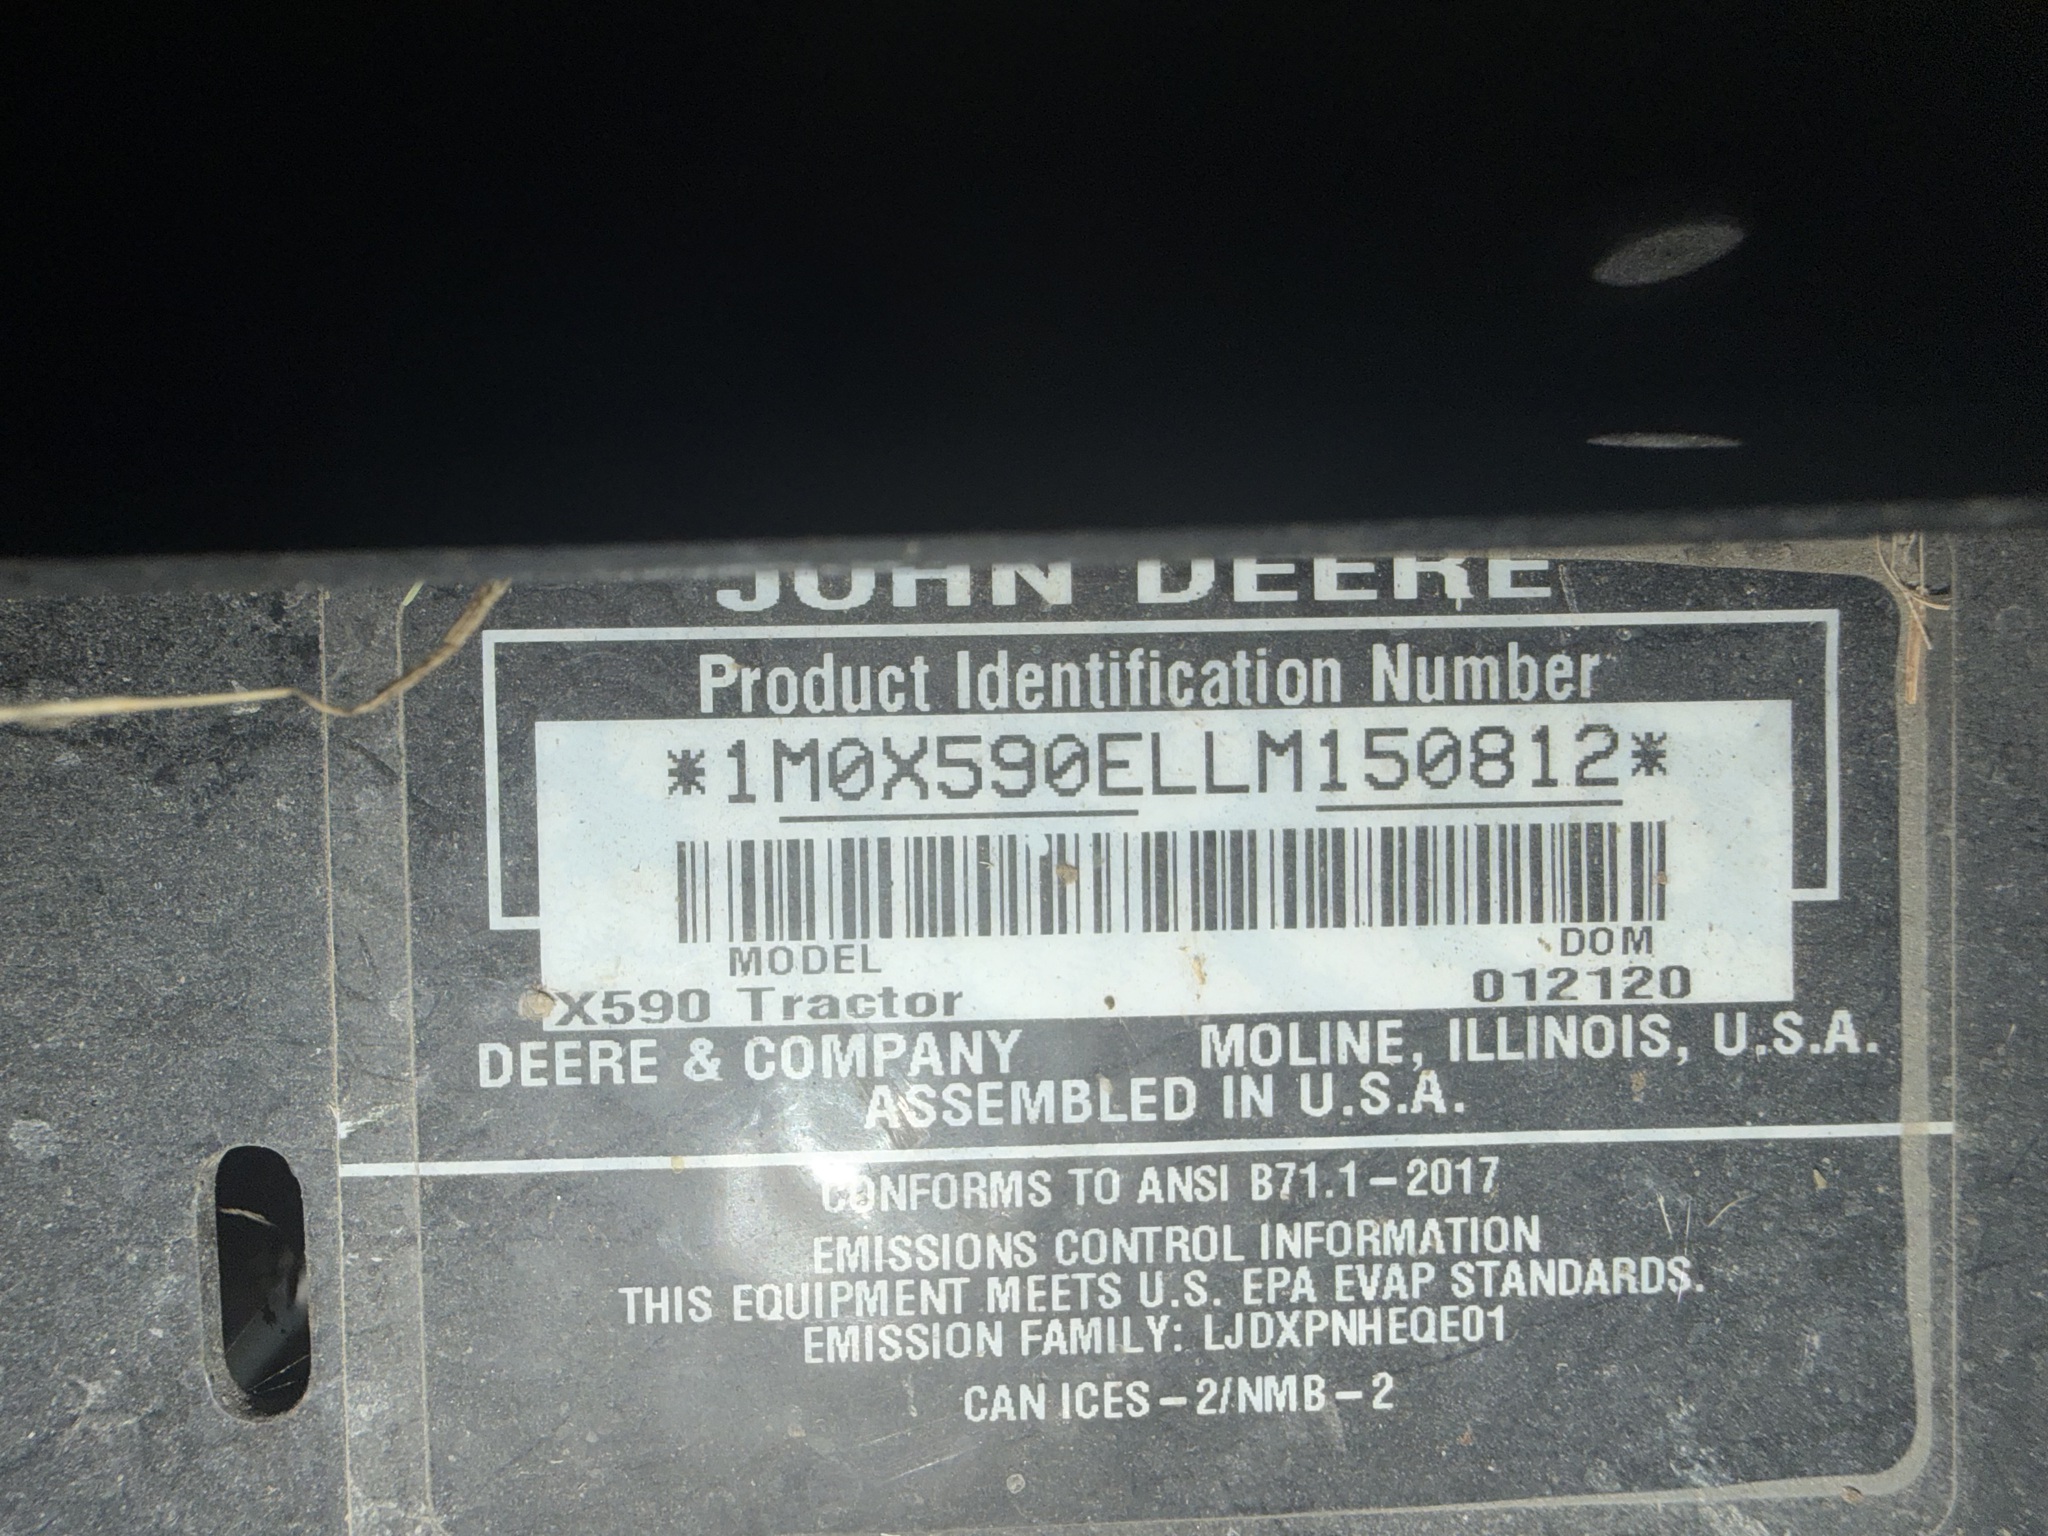 JOHN DEERE
Product Identification Number
*1M0X590ELLM150812*
MODEL DOM
X590 Tractor 012120
DEERE & COMPANY MOLINE, ILLINOIS, U.S.A.
ASSEMBLED IN U.S.A.
CONFORMS TO ANSI B71.1-2017
EMISSIONS CONTROL INFORMATION
THIS EQUIPMENT MEETS U.S. EPA EVAP STANDARDS.
EMISSION FAMILY: LJDXPNHEQE01
CAN ICES-2/NMB-2